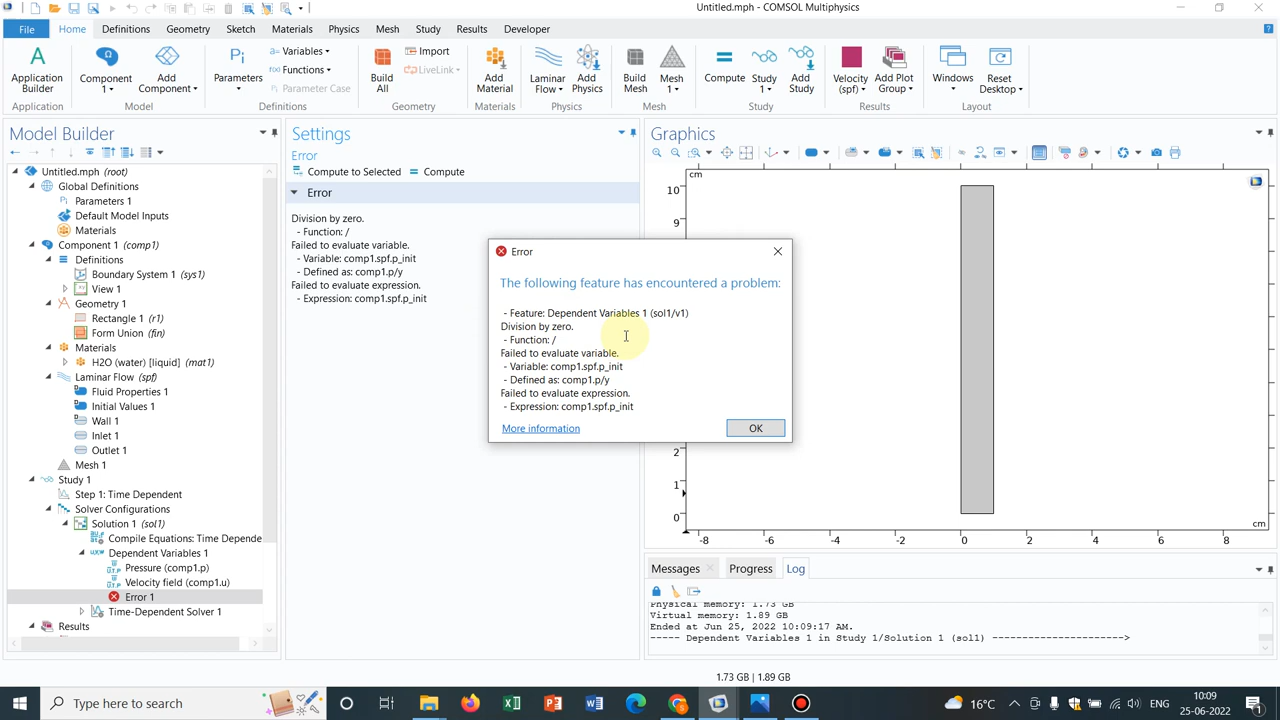 Untitled.mph - COMSOL Multiphysics
File Home Definitions Geometry Sketch Materials Physics Mesh Study Results Developer
Application Builder
Component 1
Add Component
Parameters
a= Variables
f(x)= Functions
Pi Parameter Case
Build All
Import
LiveLink
Add Material
Laminar Flow
Add Physics
Build Mesh
Mesh 1
Compute
Study 1
Add Study
Velocity (spf)
Add Plot Group
Windows
Reset Desktop
Application Model Definitions Geometry Materials Physics Mesh Study Results Layout
Model Builder
Untitled.mph (root)
Global Definitions
Pi Parameters 1
Default Model Inputs
Materials
Component 1 (comp1)
Definitions
Boundary System 1 (sys1)
View 1
Geometry 1
Rectangle 1 (r1)
Form Union (fin)
Materials
H2O (water) [liquid] (mat1)
Laminar Flow (spf)
Fluid Properties 1
Initial Values 1
Wall 1
Inlet 1
Outlet 1
Mesh 1
Study 1
Step 1: Time Dependent
Solver Configurations
Solution 1 (sol1)
Compile Equations: Time Depende
Dependent Variables 1
Pressure (comp1.p)
Velocity field (comp1.u)
Error 1
Time-Dependent Solver 1
Results
Settings
Error
Compute to Selected = Compute
Error
Division by zero.
- Function: /
Failed to evaluate variable.
- Variable: comp1.spf.p_init
- Defined as: comp1.p/y
Failed to evaluate expression.
- Expression: comp1.spf.p_init
Error
The following feature has encountered a problem:
- Feature: Dependent Variables 1 (sol1/v1)
Division by zero.
- Function: /
Failed to evaluate variable.
- Variable: comp1.spf.p_init
- Defined as: comp1.p/y
Failed to evaluate expression.
- Expression: comp1.spf.p_init
More information
OK
Graphics
cm
10
9
2
1
0
-8 -6 -4 -2 0 2 4 6 8
cm
Messages Progress Log
Physical memory: 1.73 GB
Virtual memory: 1.89 GB
Ended at Jun 25, 2022 10:09:17 AM.
----- Dependent Variables 1 in Study 1/Solution 1 (sol1) ---------------------->
1.73 GB | 1.89 GB
Type here to search
16°C
ENG
10:09
25-06-2022
1